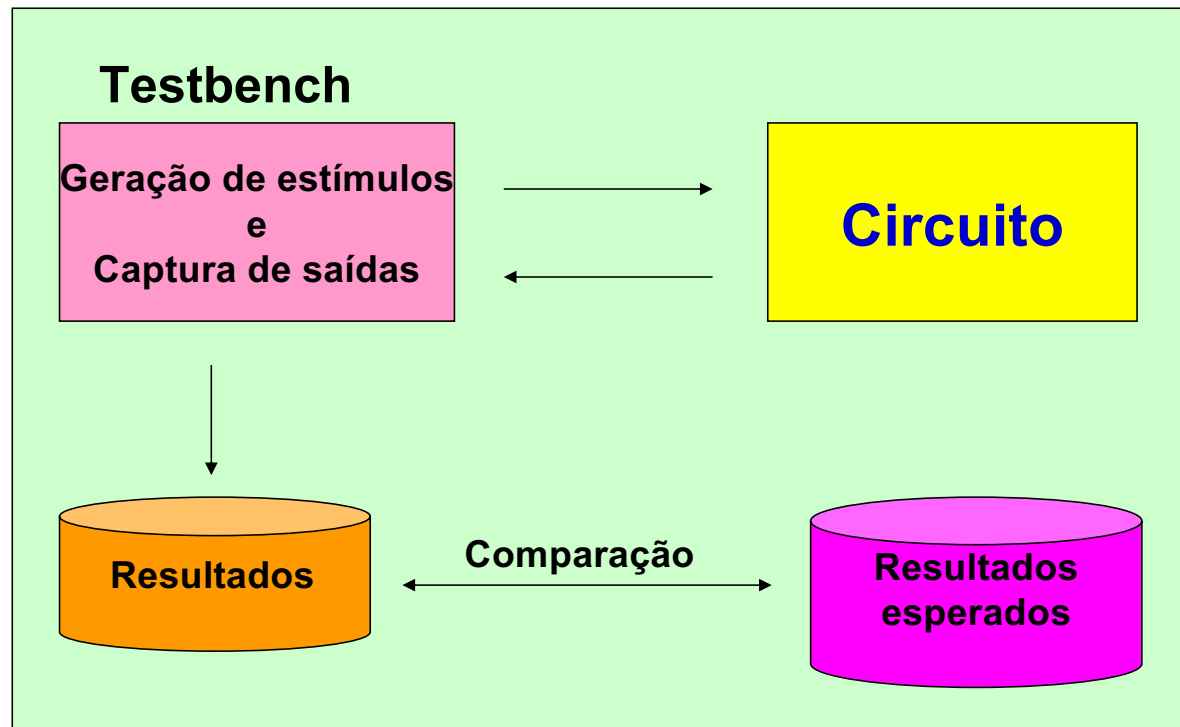 Testbench
Geração de estímulos
e
Captura de saídas
Circuito
Resultados
Comparação
Resultados
esperados